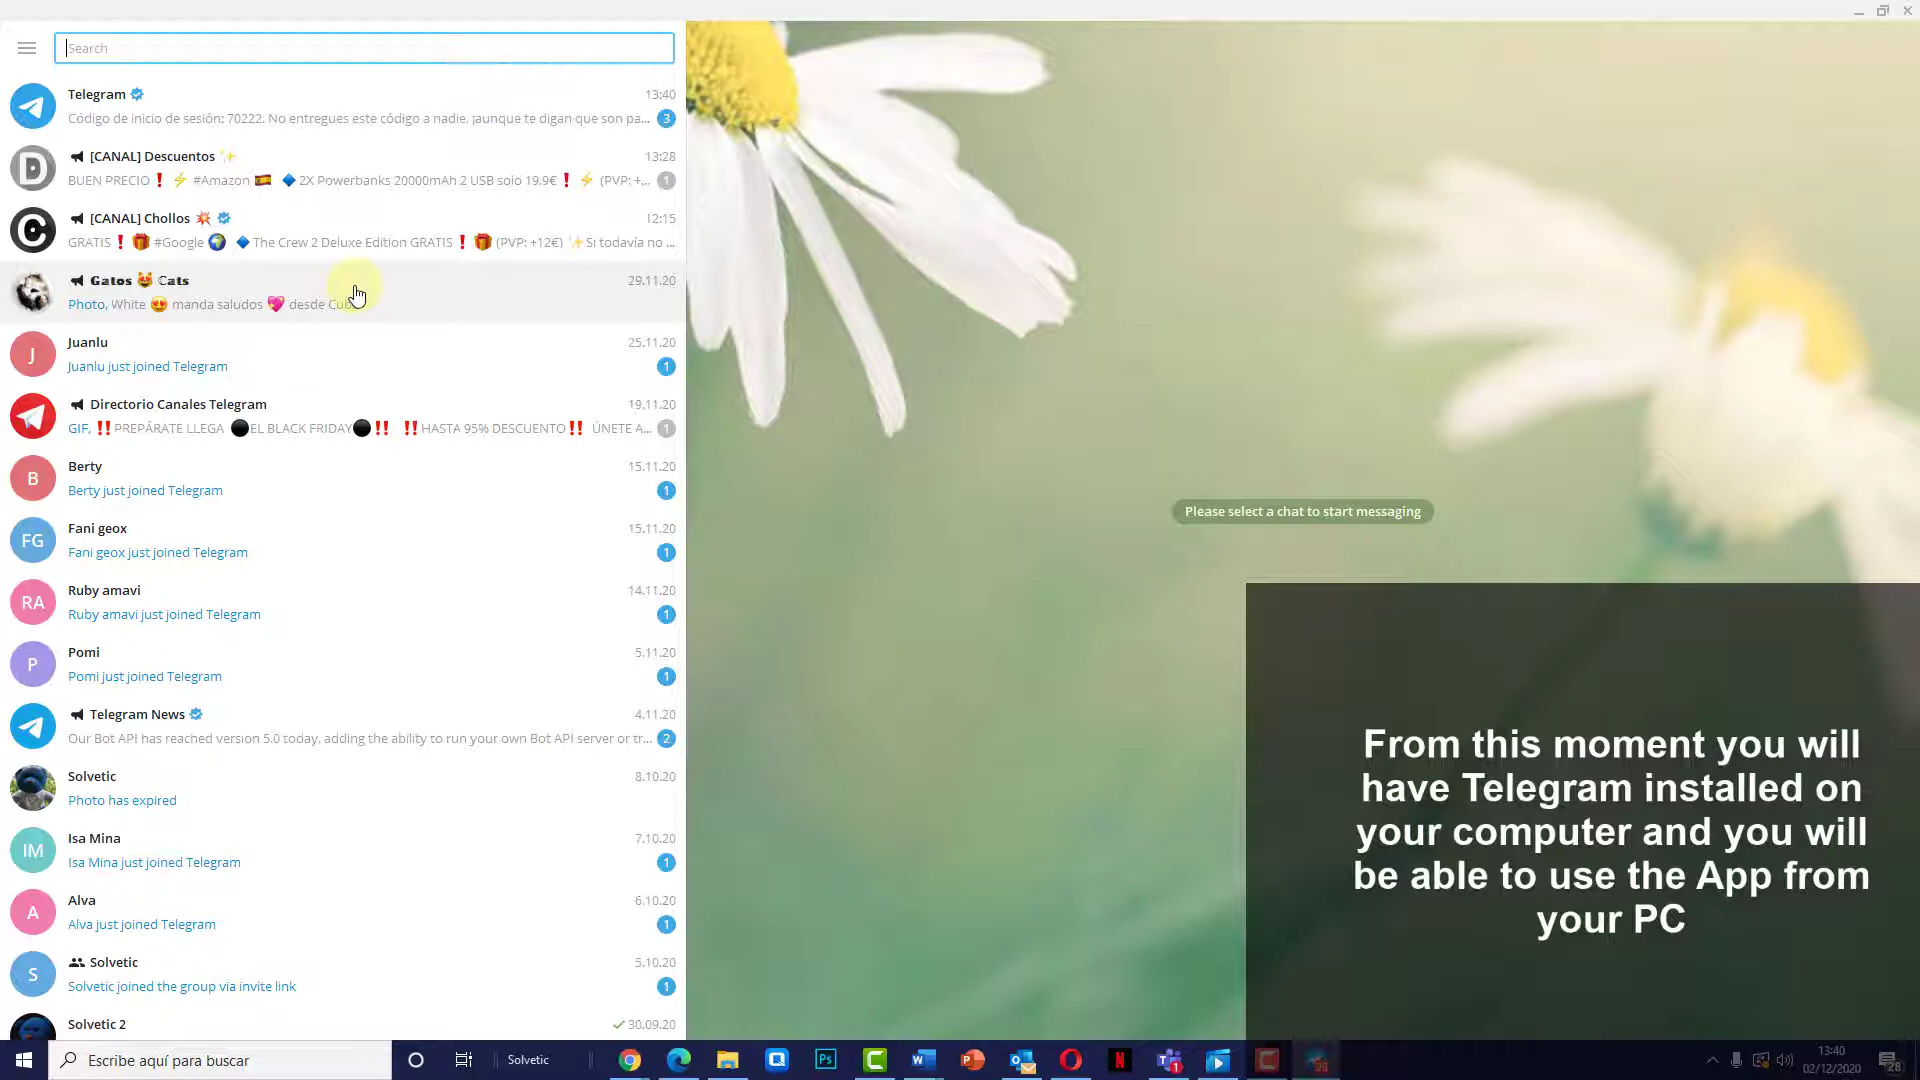 Search
Telegram
13:40
Código de inicio de sesión: 70222. No entregues este código a nadie, ¡aunque te digan que son pa...
3
D
[CANAL] Descuentos ✨
13:28
BUEN PRECIO❗ ⚡ #Amazon 🇪🇸 🔷2X Powerbanks 20000mAh 2 USB solo 19.9€❗ ⚡ (PVP: +...
1
C
[CANAL] Chollos 💥
12:15
GRATIS❗ 🎁 #Google 🌍 🔷The Crew 2 Deluxe Edition GRATIS❗ 🎁 (PVP: +12€) ✨Si todavía no ...
Gatos 😻 Cats
29.11.20
Photo, White 😍 manda saludos 💖 desde
J
Juanlu
25.11.20
Juanlu just joined Telegram
1
Directorio Canales Telegram
19.11.20
GIF, ‼️PREPÁRATE LLEGA ⚫EL BLACK FRIDAY⚫‼️ ‼️HASTA 95% DESCUENTO‼️ ÚNETE A...
1
B
Berty
15.11.20
Berty just joined Telegram
1
FG
Fani geox
15.11.20
Fani geox just joined Telegram
1
RA
Ruby amavi
14.11.20
Ruby amavi just joined Telegram
1
P
Pomi
5.11.20
Pomi just joined Telegram
1
Telegram News
4.11.20
Our Bot API has reached version 5.0 today, adding the ability to run your own Bot API server or tr...
2
Solvetic
8.10.20
Photo has expired
IM
Isa Mina
7.10.20
Isa Mina just joined Telegram
1
A
Alva
6.10.20
Alva just joined Telegram
1
S
Solvetic
5.10.20
Solvetic joined the group via invite link
1
Solvetic 2
30.09.20
Please select a chat to start messaging
From this moment you will
have Telegram installed on
your computer and you will
be able to use the App from
your PC
Escribe aquí para buscar
Solvetic
13:40
02/12/2020
28